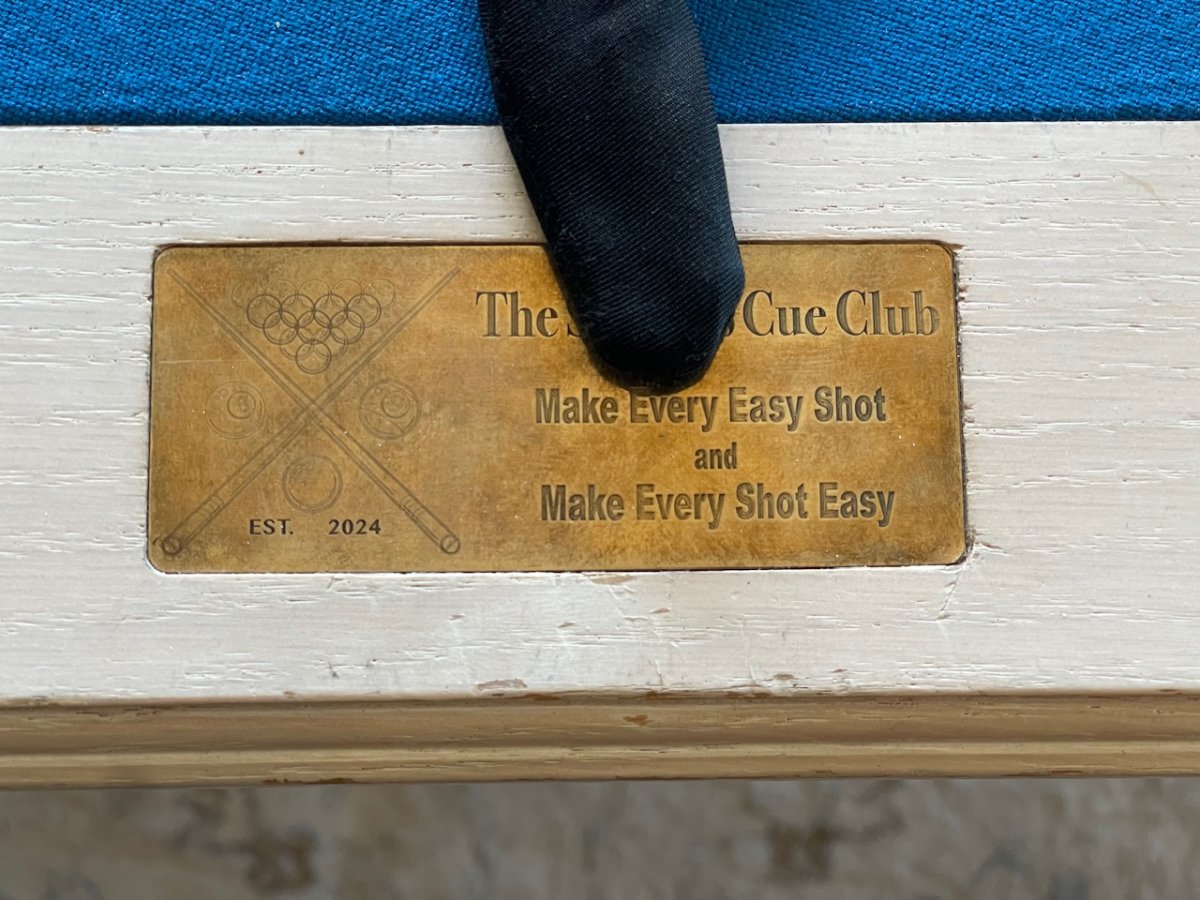 The Cue Club
Make Every Easy Shot
and
Make Every Shot Easy
EST. 2024